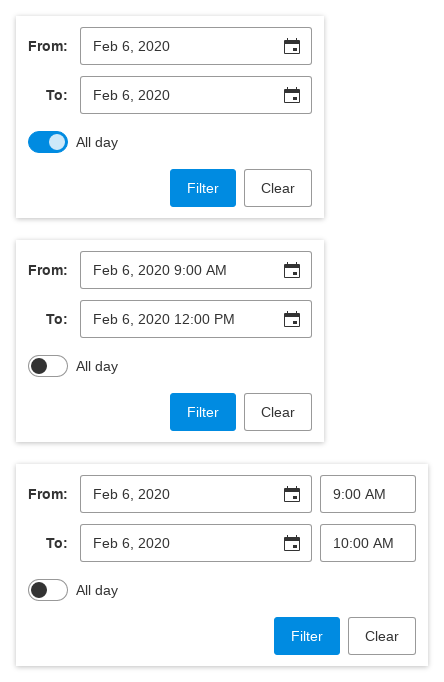 From: Feb 6, 2020
To: Feb 6, 2020
All day
Filter Clear
From: Feb 6, 2020 9:00 AM
To: Feb 6, 2020 12:00 PM
All day
Filter Clear
From: Feb 6, 2020 9:00 AM
To: Feb 6, 2020 10:00 AM
All day
Filter Clear